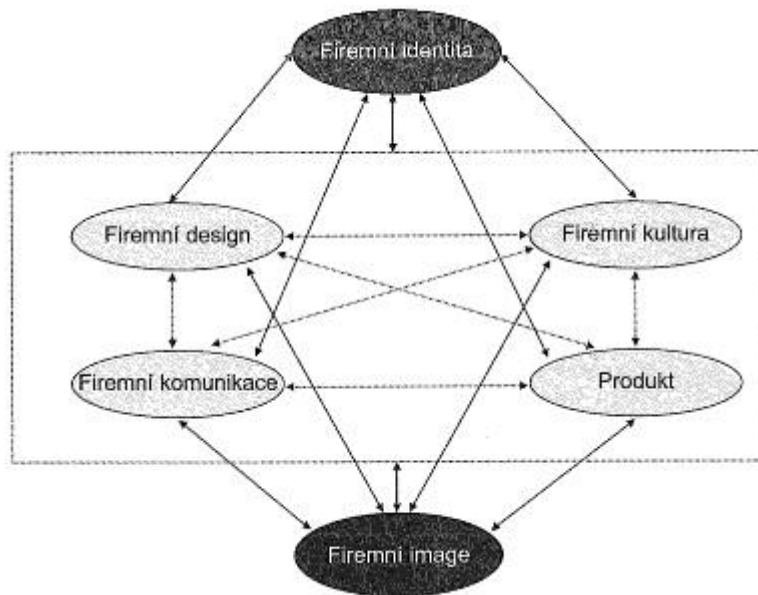 Firemní identita
Firemní design
Firemní kultura
Firemní komunikace
Produkt
Firemní image